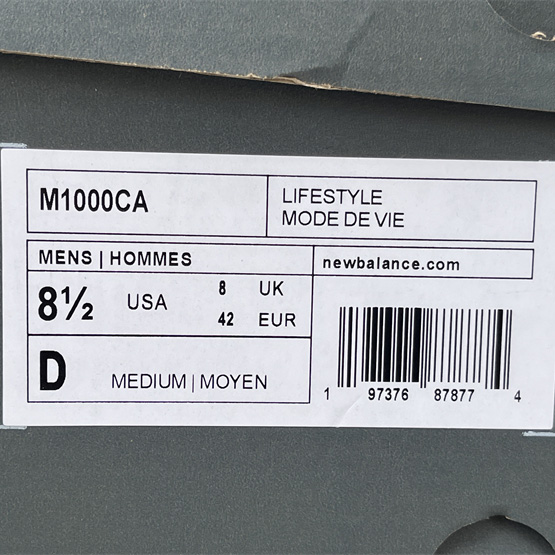 M1000CA
LIFESTYLE
MODE DE VIE
MENS | HOMMES
newbalance.com
8½ USA
8 UK
42 EUR
D MEDIUM | MOYEN
1 97376 87877 4